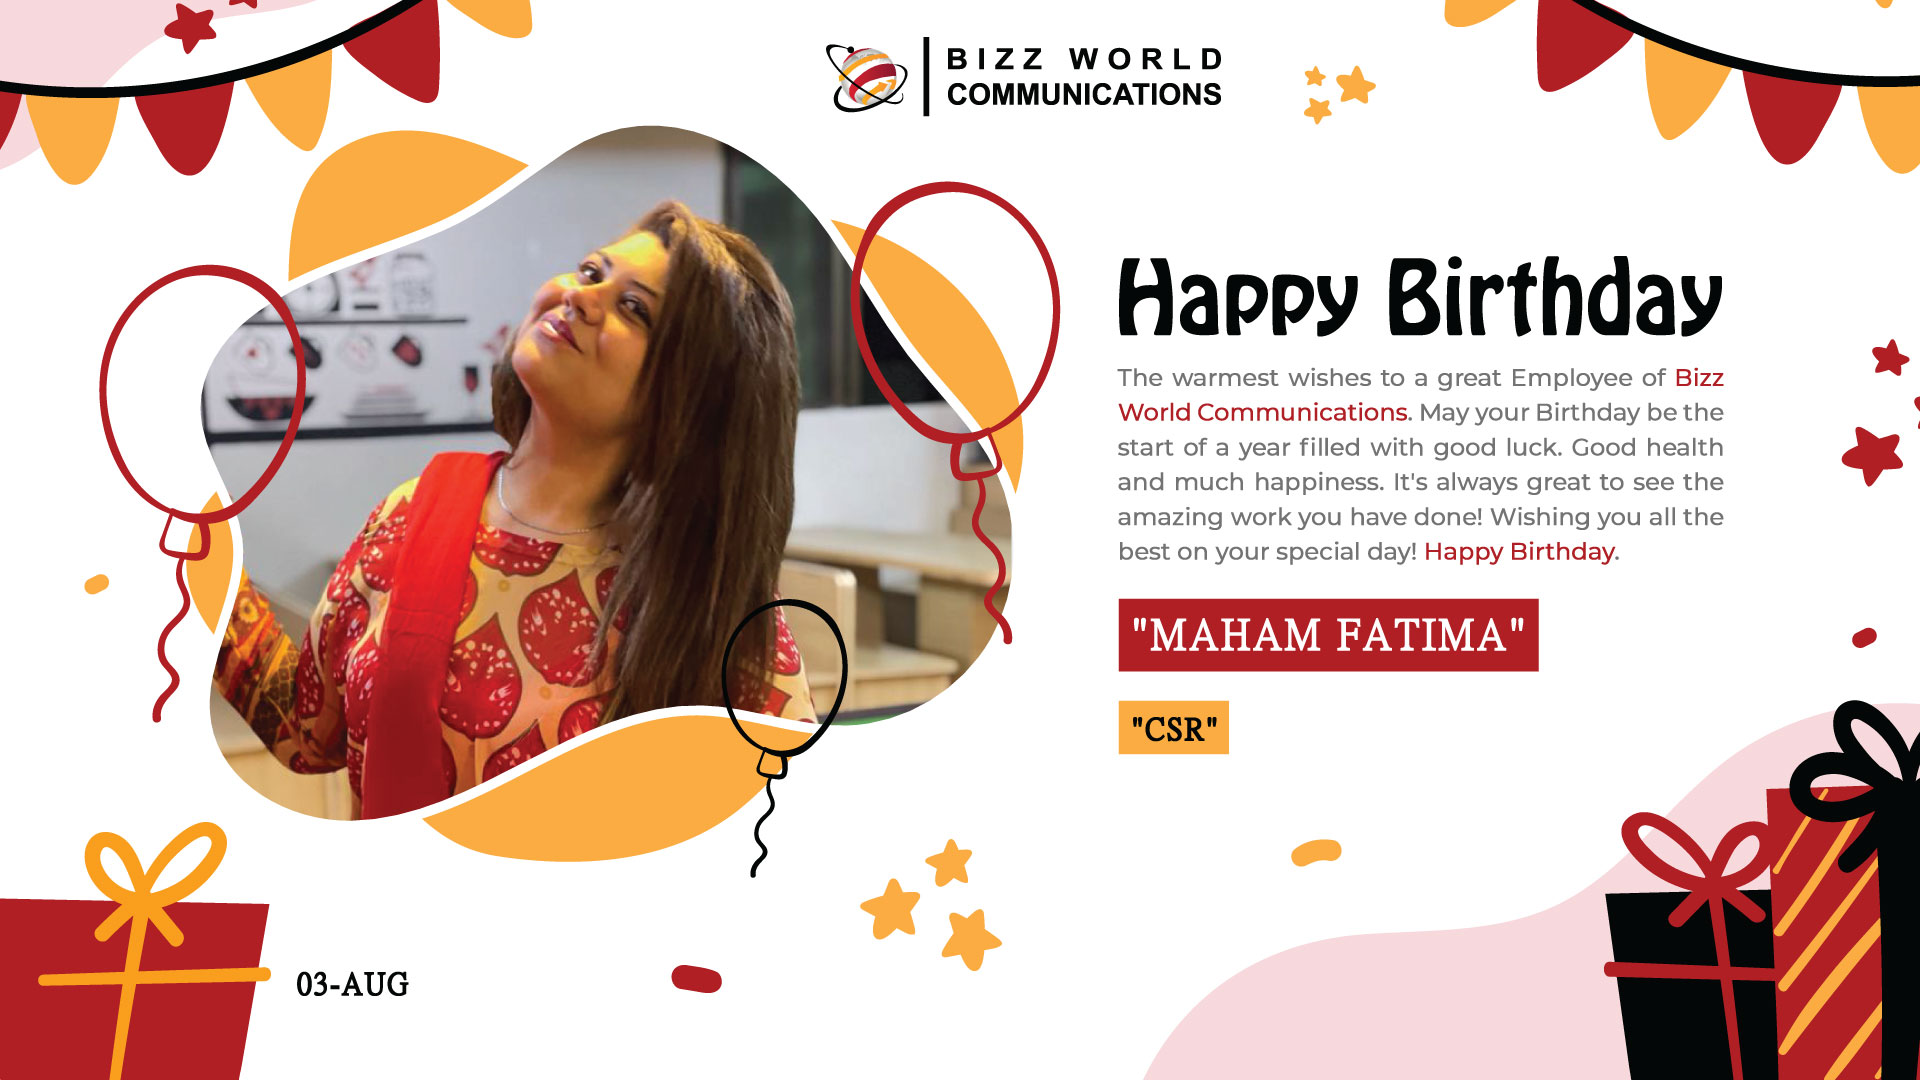 BIZZ WORLD
COMMUNICATIONS
Happy Birthday
The warmest wishes to a great Employee of Bizz
World Communications. May your Birthday be the
start of a year filled with good luck. Good health
and much happiness. It's always great to see the
amazing work you have done! Wishing you all the
best on your special day! Happy Birthday.
"MAHAM FATIMA"
"CSR"
03-AUG